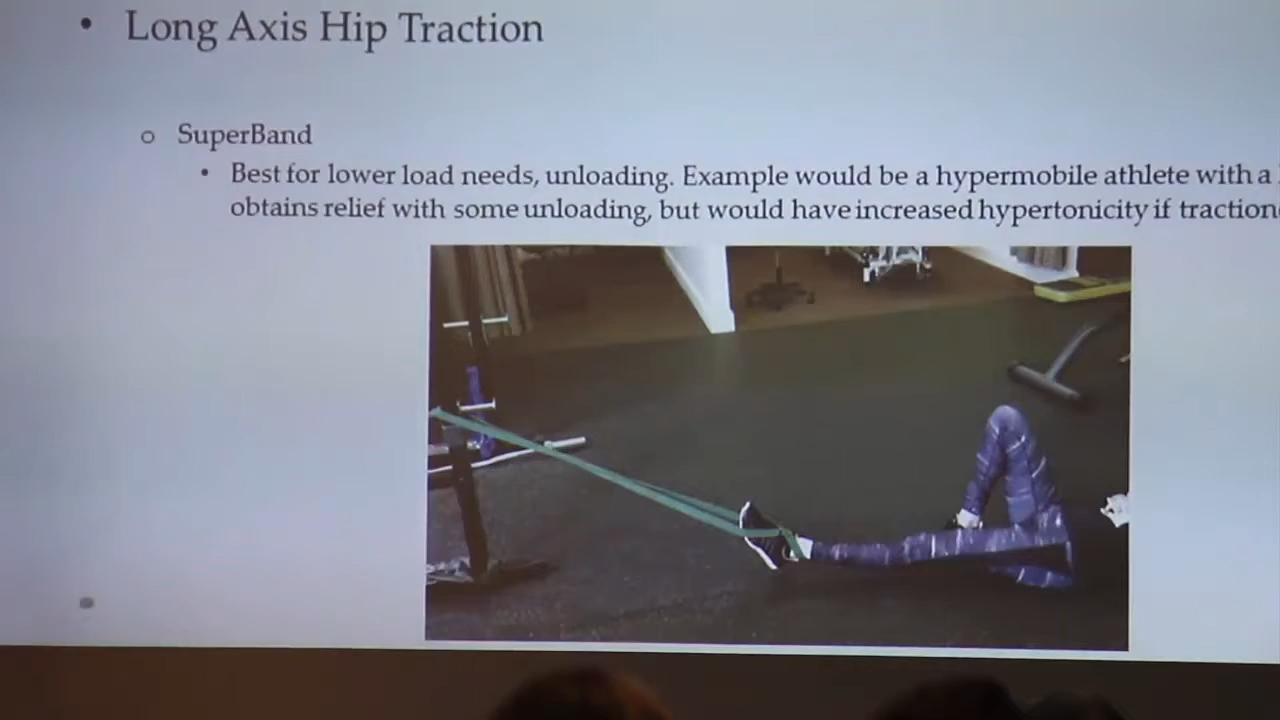 • Long Axis Hip Traction
o SuperBand
• Best for lower load needs, unloading. Example would be a hypermobile athlete with a
obtains relief with some unloading, but would have increased hypertonicity if traction